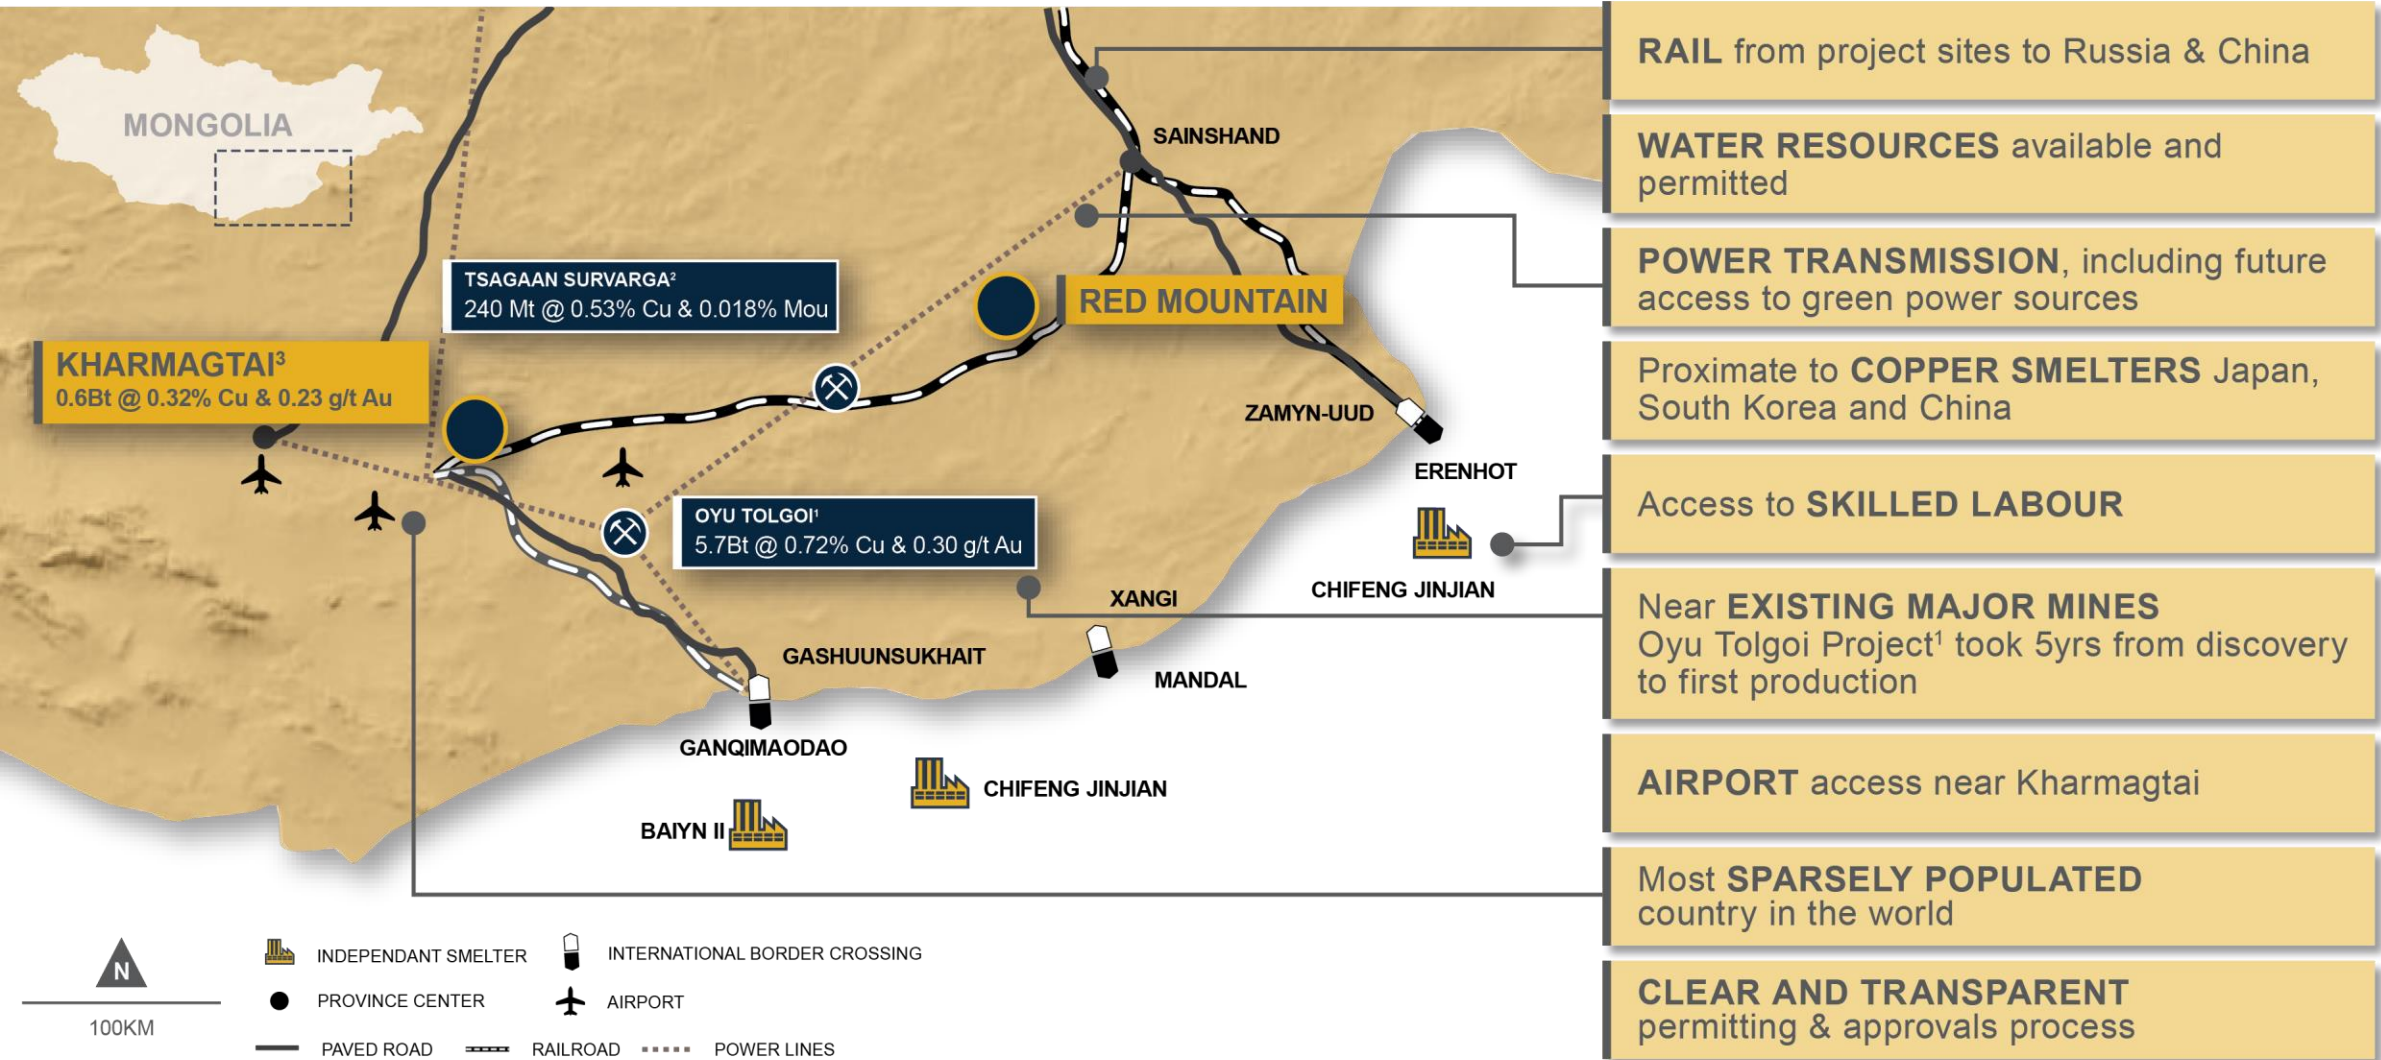 MONGOLIA
SAINSHAND
TSAGAAN SURVARGA²
240 Mt @ 0.53% Cu & 0.018% Mou
RED MOUNTAIN
KHARMAGTAI³
0.6Bt @ 0.32% Cu & 0.23 g/t Au
ZAMYN-UUD
ERENHOT
OYU TOLGOI¹
5.7Bt @ 0.72% Cu & 0.30 g/t Au
CHIFENG JINJIAN
XANGI
GASHUUNSUKHAIT
MANDAL
GANQIMAODAO
CHIFENG JINJIAN
BAIYN II
N
100KM
INDEPENDANT SMELTER
INTERNATIONAL BORDER CROSSING
PROVINCE CENTER
AIRPORT
PAVED ROAD
RAILROAD
POWER LINES
RAIL from project sites to Russia & China
WATER RESOURCES available and
permitted
POWER TRANSMISSION, including future
access to green power sources
Proximate to COPPER SMELTERS Japan,
South Korea and China
Access to SKILLED LABOUR
Near EXISTING MAJOR MINES
Oyu Tolgoi Project¹ took 5yrs from discovery
to first production
AIRPORT access near Kharmagtai
Most SPARSELY POPULATED
country in the world
CLEAR AND TRANSPARENT
permitting & approvals process